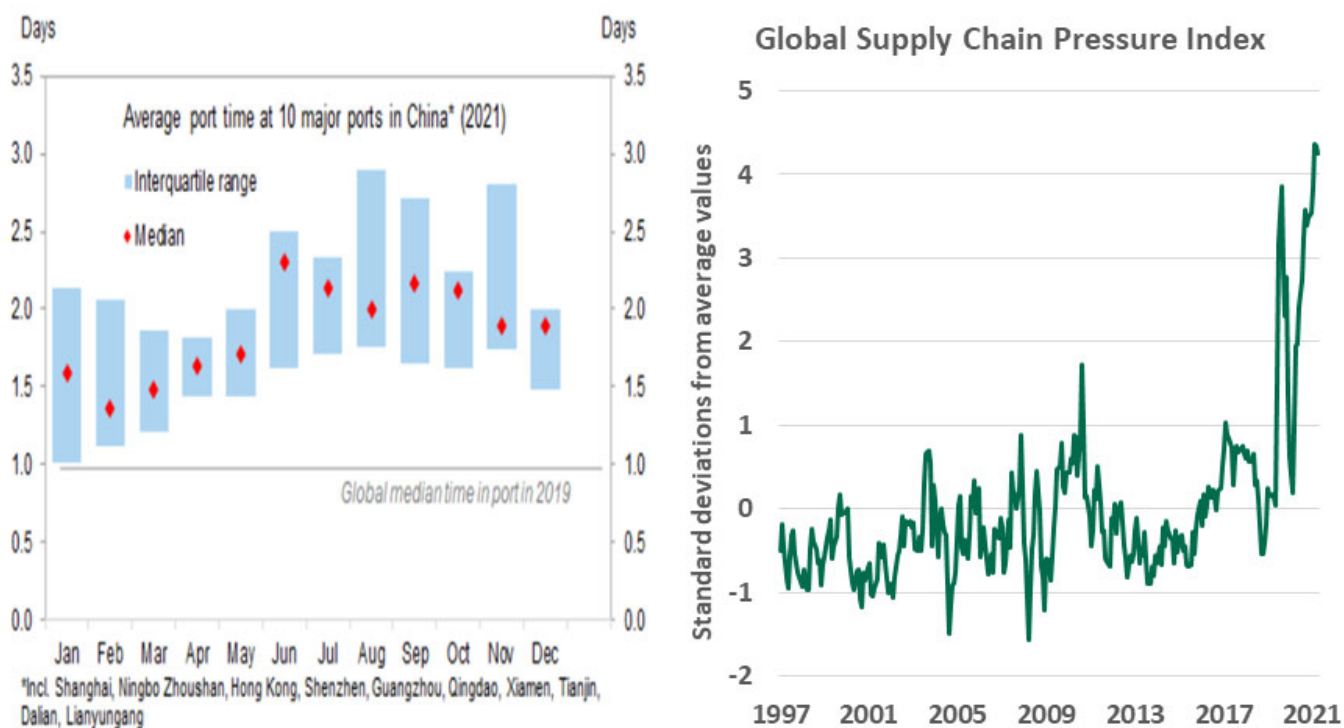 Days
Days
3.5
3.0
2.5
2.0
1.5
1.0
0.5
0.0
Average port time at 10 major ports in China* (2021)
Interquartile range
Median
Global median time in port in 2019
3.5
3.0
2.5
2.0
1.5
1.0
0.5
0.0
Jan Feb Mar Apr May Jun Jul Aug Sep Oct Nov Dec
*Incl. Shanghai, Ningbo Zhoushan, Hong Kong, Shenzhen, Guangzhou, Qingdao, Xiamen, Tianjin,
Dalian, Lianyungang
Global Supply Chain Pressure Index
Standard deviations from average values
5
4
3
2
1
0
-1
-2
1997 2001 2005 2009 2013 2017 2021